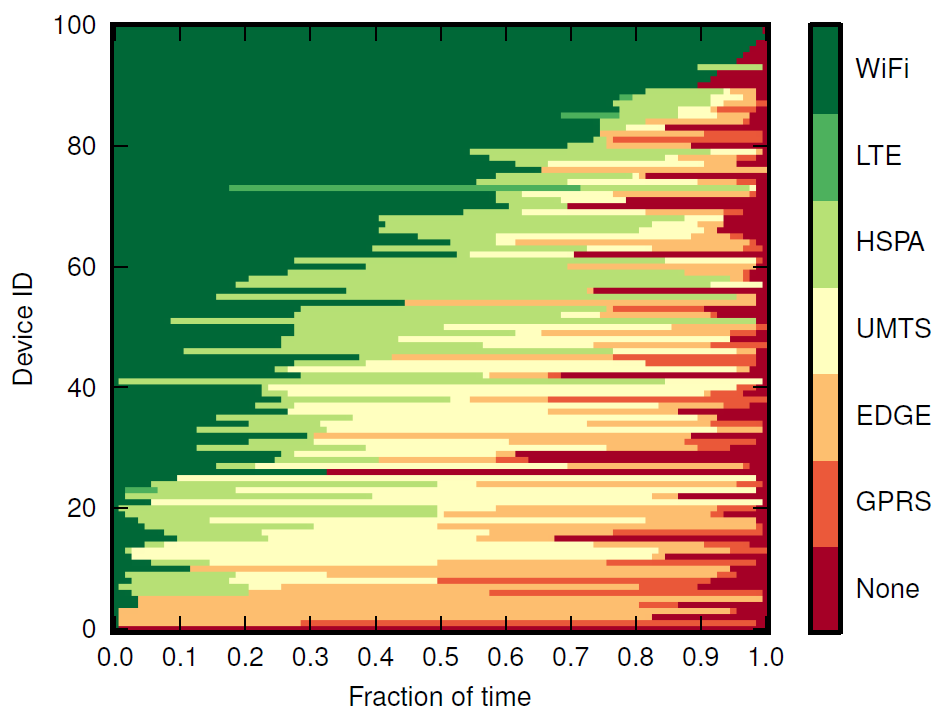 100
80
60
40
20
0
Device ID
0.0 0.1 0.2 0.3 0.4 0.5 0.6 0.7 0.8 0.9 1.0
Fraction of time
WiFi
LTE
HSPA
UMTS
EDGE
GPRS
None